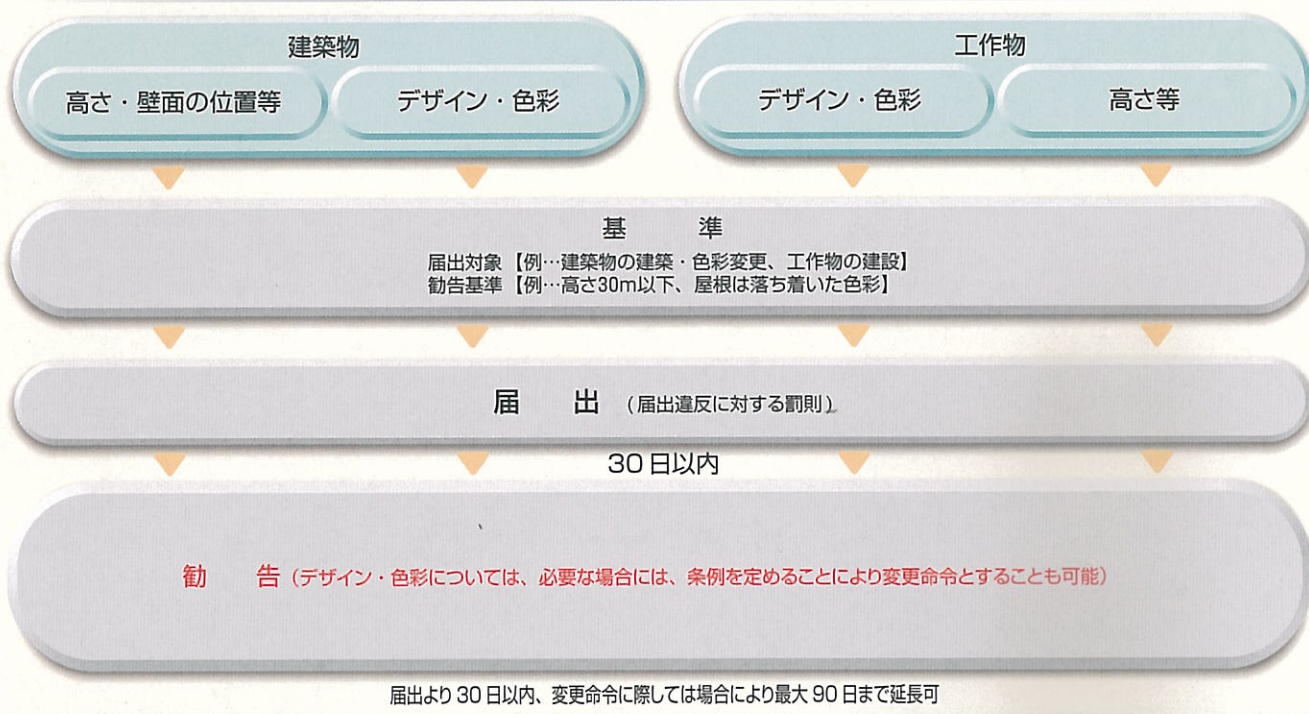 建築物
高さ・壁面の位置等
デザイン・色彩
工作物
デザイン・色彩
高さ等
基　準
届出対象【例…建築物の建築・色彩変更、工作物の建設】
勧告基準【例…高さ30m以下、屋根は落ち着いた色彩】
届　出 (届出違反に対する罰則)
30日以内
勧　告（デザイン・色彩については、必要な場合には、条例を定めることにより変更命令とすることも可能）
届出より30日以内、変更命令に際しては場合により最大90日まで延長可